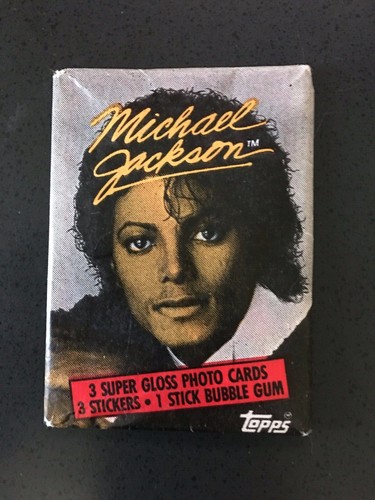 Michael
Jackson™
3 SUPER GLOSS PHOTO CARDS
3 STICKERS • 1 STICK BUBBLE GUM
topps®